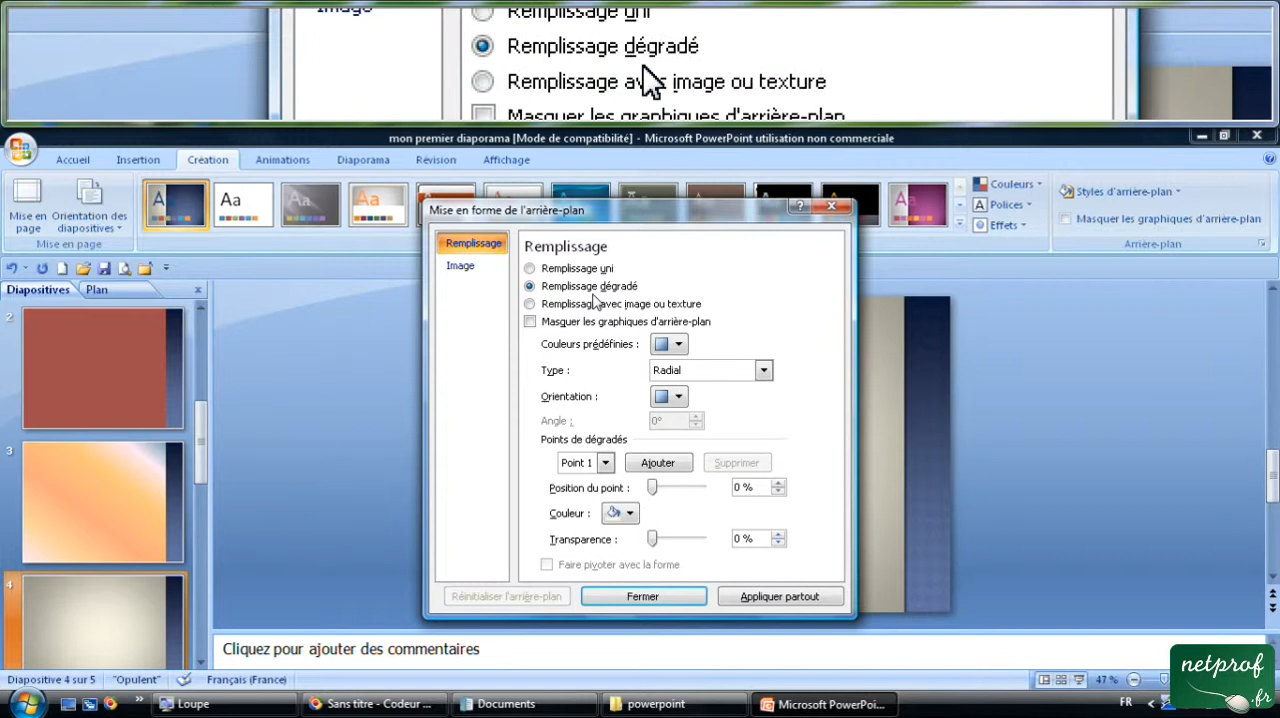 Image
Remplissage uni
Remplissage dégradé
Remplissage avec image ou texture
Masquer les graphiques d'arrière-plan
mon premier diaporama [Mode de compatibilité] - Microsoft PowerPoint utilisation non commerciale
Accueil Insertion Création Animations Diaporama Révision Affichage
Mise en page
Orientation des diapositives
Mise en page
Aa
Aa
Couleurs
Polices
Effets
Styles d'arrière-plan
Masquer les graphiques d'arrière-plan
Arrière-plan
Diapositives Plan
2
3
4
Mise en forme de l'arrière-plan
Remplissage
Image
Remplissage
Remplissage uni
Remplissage dégradé
Remplissage avec image ou texture
Masquer les graphiques d'arrière-plan
Couleurs prédéfinies :
Type : Radial
Orientation :
Angle : 0°
Points de dégradés
Point 1 Ajouter Supprimer
Position du point : 0 %
Couleur :
Transparence : 0 %
Faire pivoter avec la forme
Réinitialiser l'arrière-plan Fermer Appliquer partout
Cliquez pour ajouter des commentaires
Diapositive 4 sur 5 "Opulent" Français (France) 47 %
Loupe Sans titre - Codeur ... Documents powerpoint Microsoft PowerPoi... FR
netprof
.fr